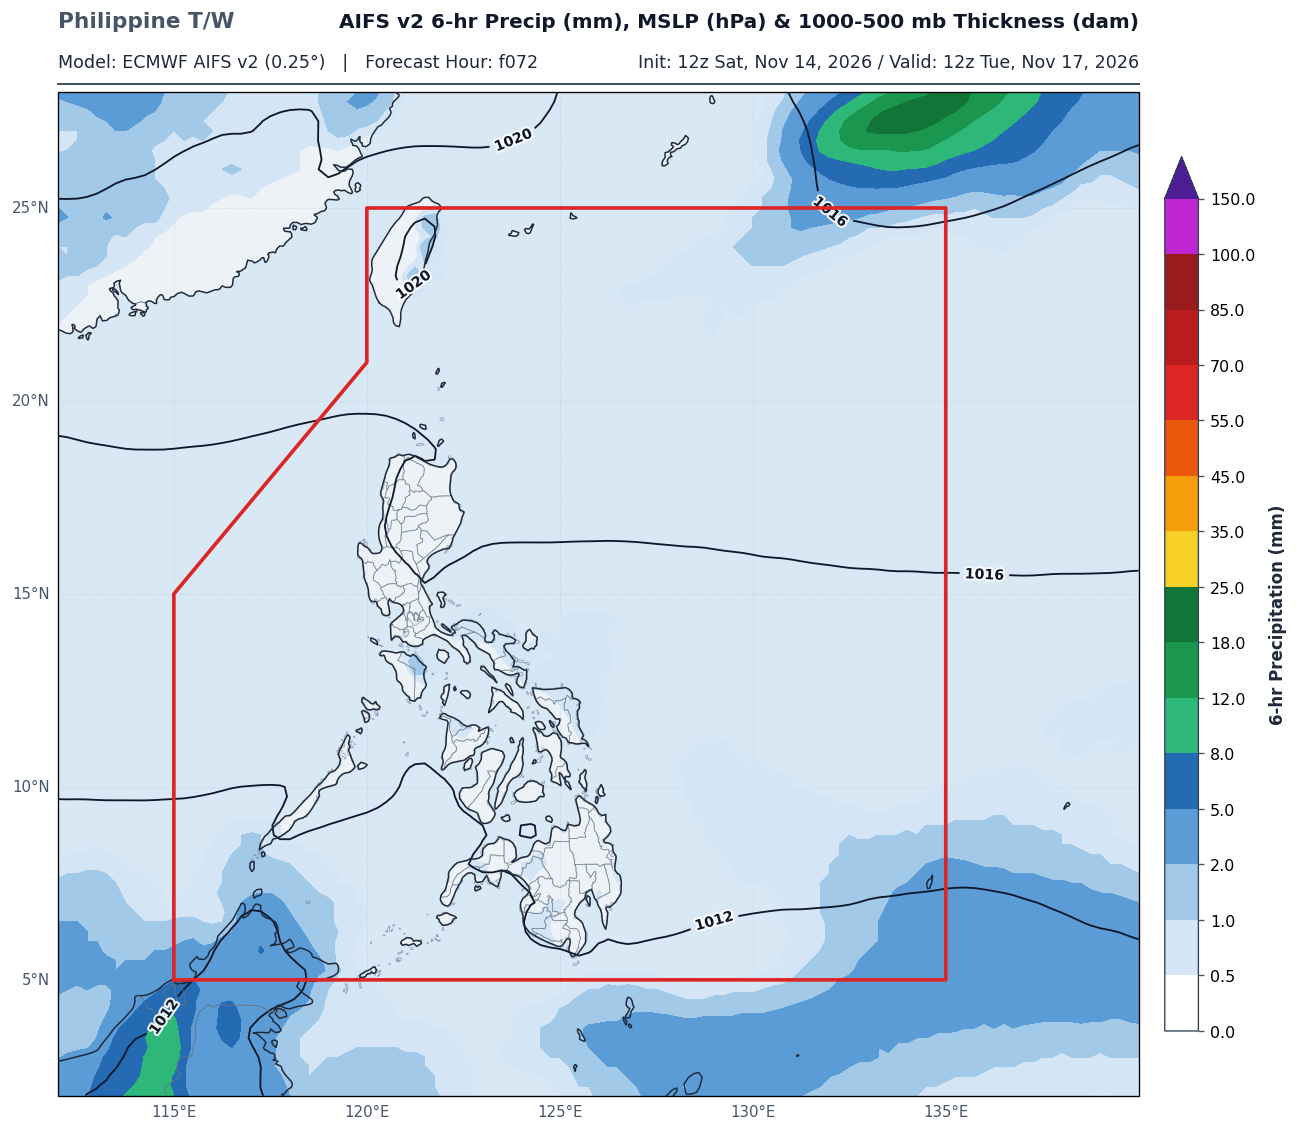 Philippine T/W
AIFS v2 6-hr Precip (mm), MSLP (hPa) & 1000-500 mb Thickness (dam)
Model: ECMWF AIFS v2 (0.25°) | Forecast Hour: f072
Init: 12z Sat, Nov 14, 2026 / Valid: 12z Tue, Nov 17, 2026
1020
1016
1020
1016
1012
1012
25°N
20°N
15°N
10°N
5°N
115°E
120°E
125°E
130°E
135°E
150.0
100.0
85.0
70.0
55.0
45.0
35.0
25.0
18.0
12.0
8.0
5.0
2.0
1.0
0.5
0.0
6-hr Precipitation (mm)